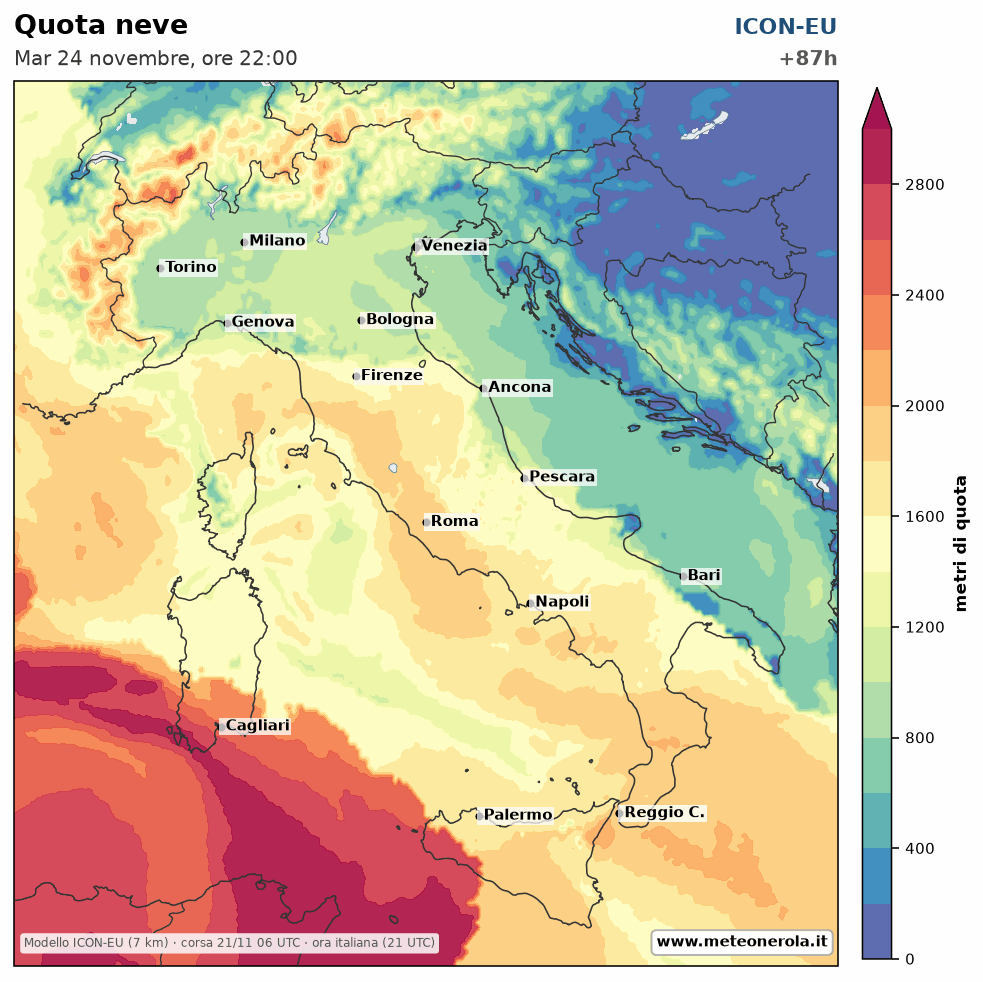 Quota neve
ICON-EU
Mar 24 novembre, ore 22:00
+87h
Milano
Venezia
Torino
Genova
Bologna
Firenze
Ancona
Pescara
Roma
Bari
Napoli
Cagliari
Palermo
Reggio C.
2800
2400
2000
1600
1200
800
400
0
metri di quota
Modello ICON-EU (7 km) · corsa 21/11 06 UTC · ora italiana (21 UTC)
www.meteonerola.it